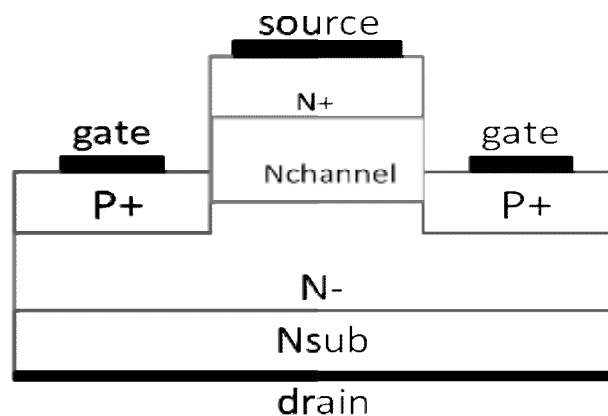 source
N+
gate
gate
Nchannel
P+
P+
N-
Nsub
drain